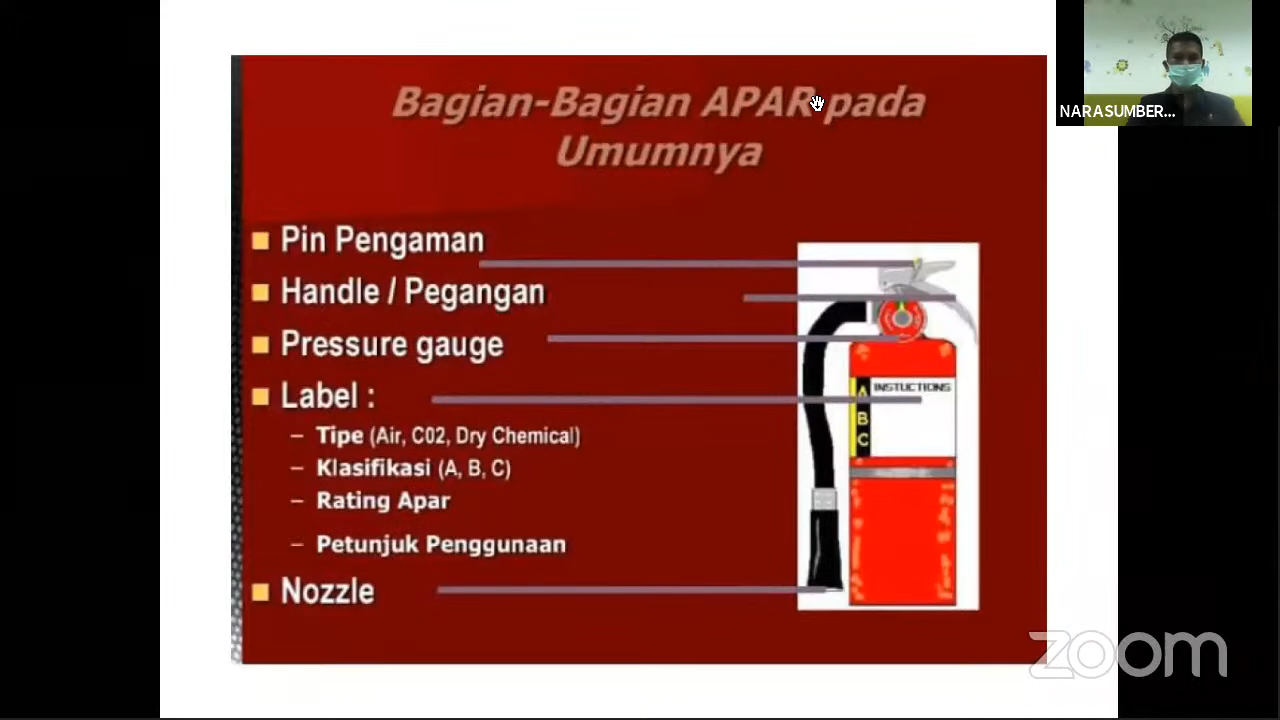 Bagian-Bagian APAR pada
Umumnya
NARASUMBER...
■ Pin Pengaman
■ Handle / Pegangan
■ Pressure gauge
■ Label :
– Tipe (Air, C02, Dry Chemical)
– Klasifikasi (A, B, C)
– Rating Apar
– Petunjuk Penggunaan
■ Nozzle
INSTUCTIONS
A
B
C
zoom